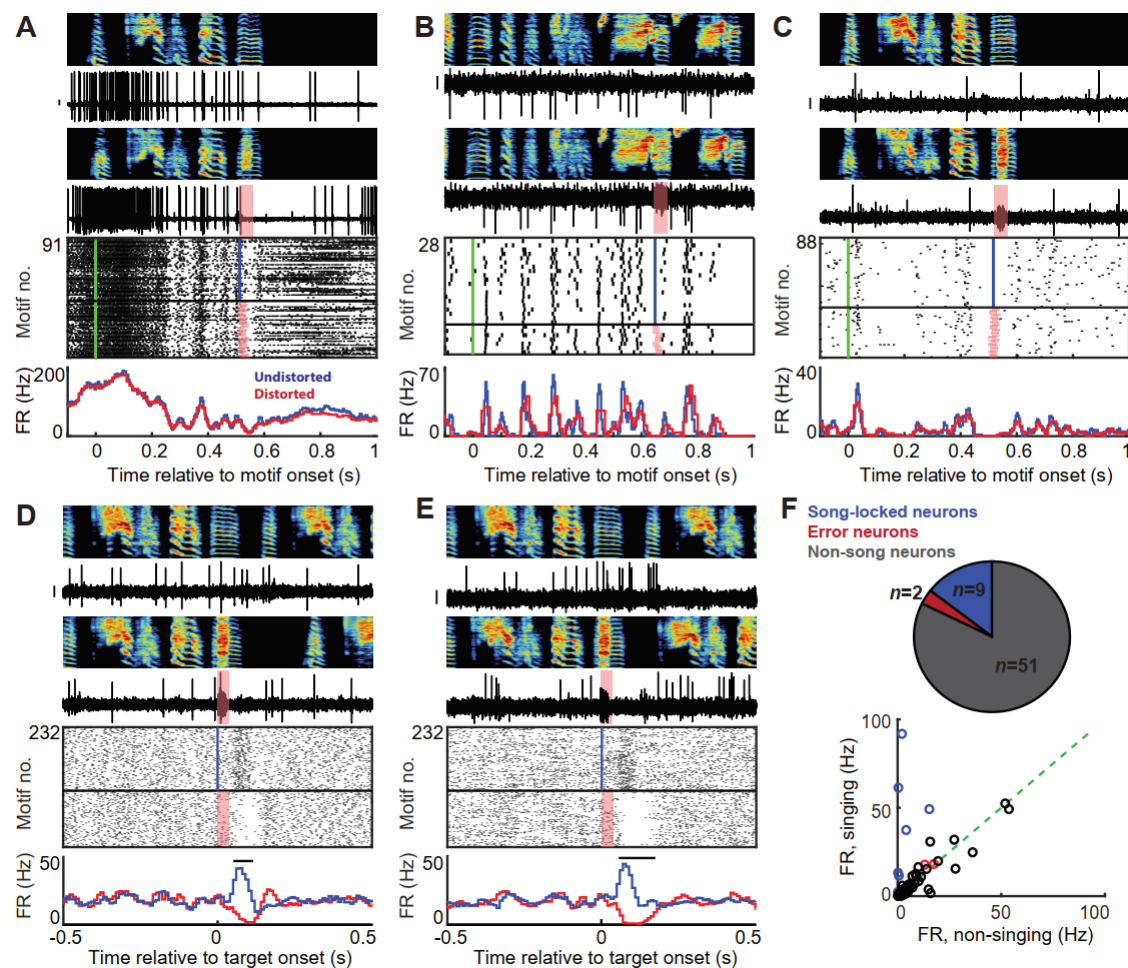 A
B
C
91
Motif no.
200
FR (Hz)
0
Undistorted
Distorted
0 0.2 0.4 0.6 0.8 1
Time relative to motif onset (s)
28
Motif no.
70
FR (Hz)
0
0 0.2 0.4 0.6 0.8 1
Time relative to motif onset (s)
88
Motif no.
40
FR (Hz)
0
0 0.2 0.4 0.6 0.8 1
Time relative to motif onset (s)
D
E
F
232
Motif no.
50
FR (Hz)
0
-0.5 0 0.5
Time relative to target onset (s)
232
Motif no.
50
FR (Hz)
0
-0.5 0 0.5
Time relative to target onset (s)
Song-locked neurons
Error neurons
Non-song neurons
n=2
n=9
n=51
100
50
0
FR, singing (Hz)
0 50 100
FR, non-singing (Hz)